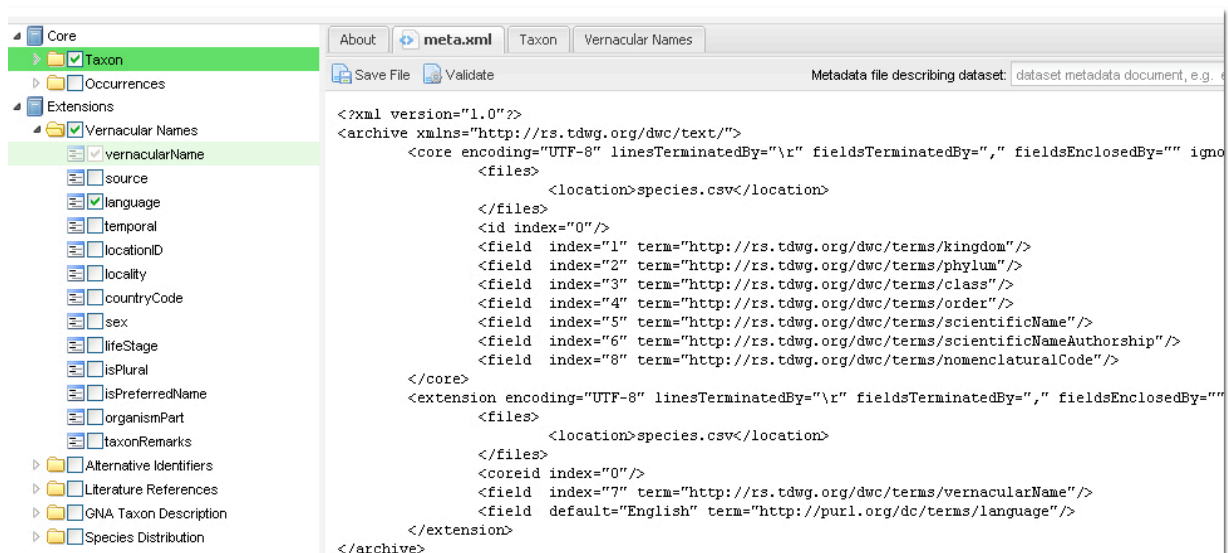 Core
Taxon
Occurrences
Extensions
Vernacular Names
vernacularName
source
language
temporal
locationID
locality
countryCode
sex
lifeStage
isPlural
isPreferredName
organismPart
taxonRemarks
Alternative Identifiers
Literature References
GNA Taxon Description
Species Distribution
About meta.xml Taxon Vernacular Names
Save File Validate Metadata file describing dataset: dataset metadata document, e.g. e
<?xml version="1.0"?>
<archive xmlns="http://rs.tdwg.org/dwc/text/">
<core encoding="UTF-8" linesTerminatedBy="\r" fieldsTerminatedBy="," fieldsEnclosedBy="" igno
<files>
<location>species.csv</location>
</files>
<id index="0"/>
<field index="1" term="http://rs.tdwg.org/dwc/terms/kingdom"/>
<field index="2" term="http://rs.tdwg.org/dwc/terms/phylum"/>
<field index="3" term="http://rs.tdwg.org/dwc/terms/class"/>
<field index="4" term="http://rs.tdwg.org/dwc/terms/order"/>
<field index="5" term="http://rs.tdwg.org/dwc/terms/scientificName"/>
<field index="6" term="http://rs.tdwg.org/dwc/terms/scientificNameAuthorship"/>
<field index="8" term="http://rs.tdwg.org/dwc/terms/nomenclaturalCode"/>
</core>
<extension encoding="UTF-8" linesTerminatedBy="\r" fieldsTerminatedBy="," fieldsEnclosedBy=""
<files>
<location>species.csv</location>
</files>
<coreid index="0"/>
<field index="7" term="http://rs.tdwg.org/dwc/terms/vernacularName"/>
<field default="English" term="http://purl.org/dc/terms/language"/>
</extension>
</archive>